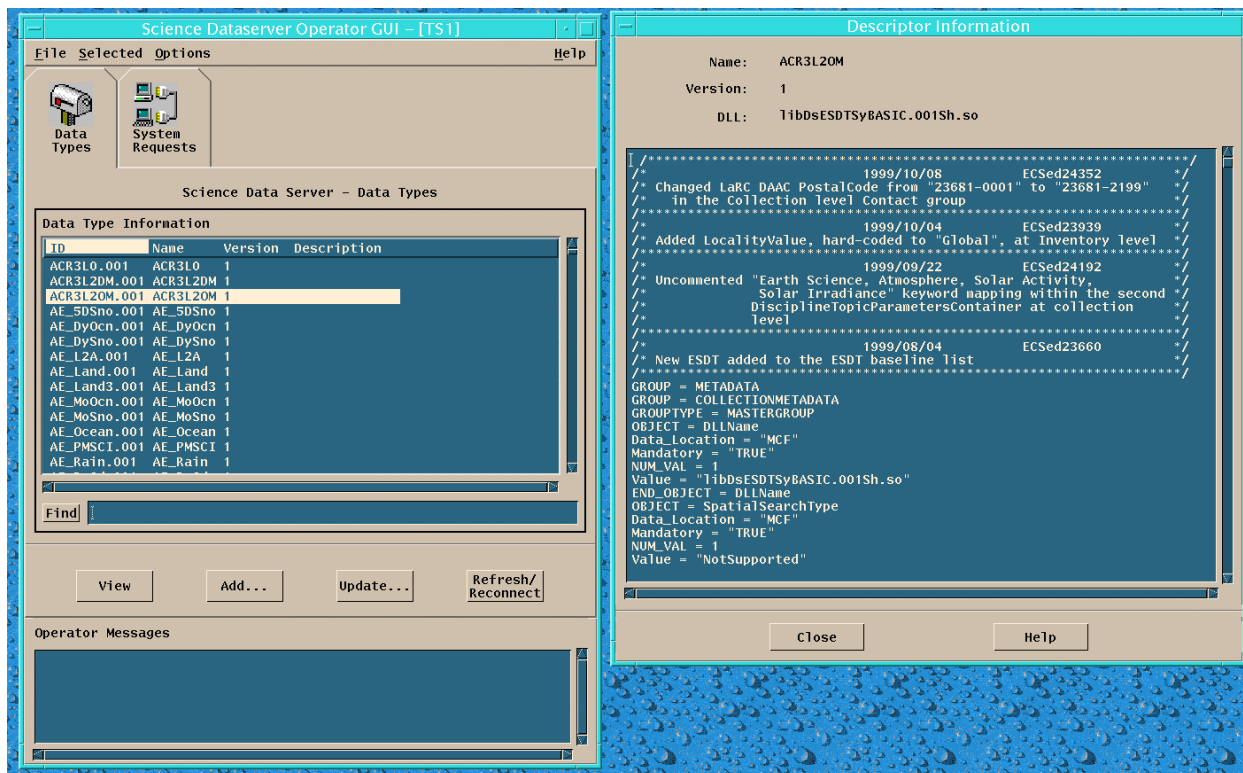 Science Dataserver Operator GUI – [TS1]
File Selected Options Help
Data Types
System Requests
Science Data Server – Data Types
Data Type Information
ID Name Version Description
ACR3L0.001 ACR3L0 1
ACR3L2DM.001 ACR3L2DM 1
ACR3L2OM.001 ACR3L2OM 1
AE_5DSno.001 AE_5DSno 1
AE_DyOcn.001 AE_DyOcn 1
AE_DySno.001 AE_DySno 1
AE_L2A.001 AE_L2A 1
AE_Land.001 AE_Land 1
AE_Land3.001 AE_Land3 1
AE_MoOcn.001 AE_MoOcn 1
AE_MoSno.001 AE_MoSno 1
AE_Ocean.001 AE_Ocean 1
AE_PMSCI.001 AE_PMSCI 1
AE_Rain.001 AE_Rain 1
Find
View Add... Update... Refresh/
Reconnect
Operator Messages
Descriptor Information
Name: ACR3L2OM
Version: 1
DLL: libDsESDTSyBASIC.001Sh.so
/*********************************************************************/
/* 1999/10/08 ECSed24352 */
/* Changed LaRC DAAC PostalCode from "23681-0001" to "23681-2199" */
/* in the Collection level Contact group */
/*********************************************************************/
/* 1999/10/04 ECSed23939 */
/* Added LocalityValue, hard-coded to "Global", at Inventory level */
/*********************************************************************/
/* 1999/09/22 ECSed24192 */
/* Uncommented "Earth Science, Atmosphere, Solar Activity, */
/* Solar Irradiance" keyword mapping within the second */
/* DisciplineTopicParametersContainer at collection */
/* level */
/*********************************************************************/
/* 1999/08/04 ECSed23660 */
/* New ESDT added to the ESDT baseline list */
/*********************************************************************/
GROUP = METADATA
GROUP = COLLECTIONMETADATA
GROUPTYPE = MASTERGROUP
OBJECT = DLLName
Data_Location = "MCF"
Mandatory = "TRUE"
NUM_VAL = 1
Value = "libDsESDTSyBASIC.001Sh.so"
END_OBJECT = DLLName
OBJECT = SpatialSearchType
Data_Location = "MCF"
Mandatory = "TRUE"
NUM_VAL = 1
Value = "NotSupported"
Close Help